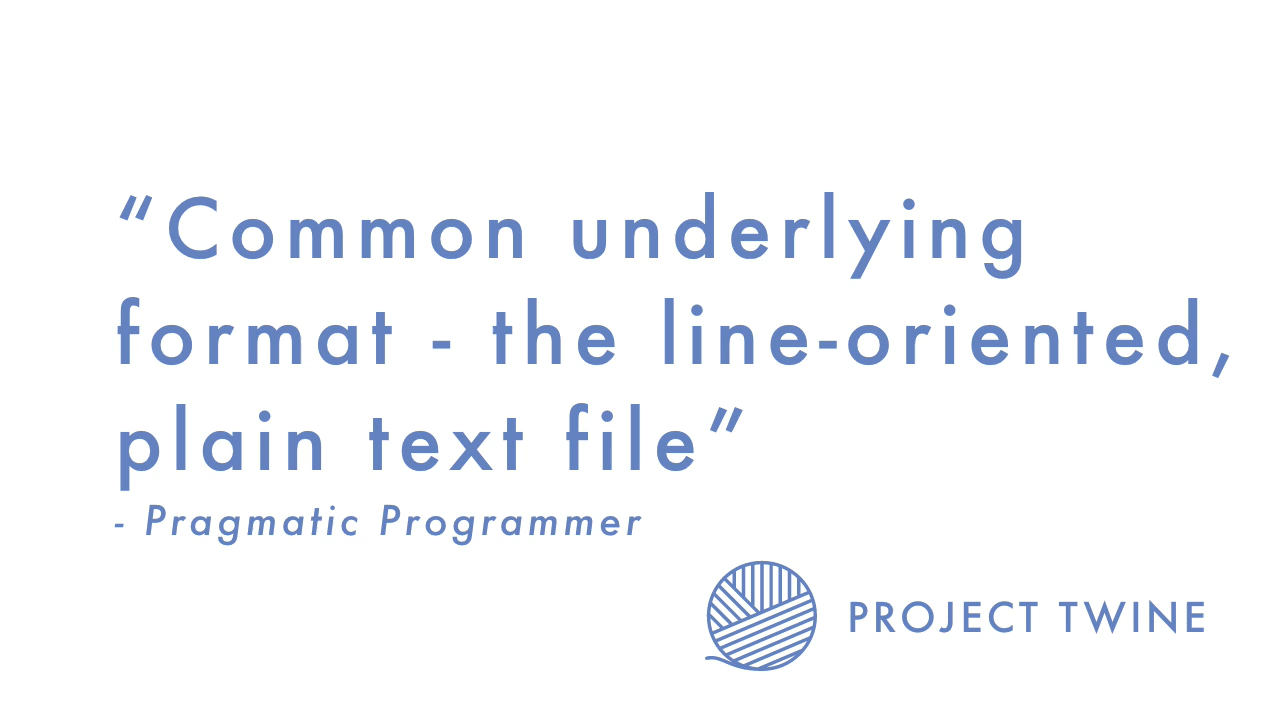 “Common underlying
format - the line-oriented,
plain text file”
- Pragmatic Programmer
PROJECT TWINE